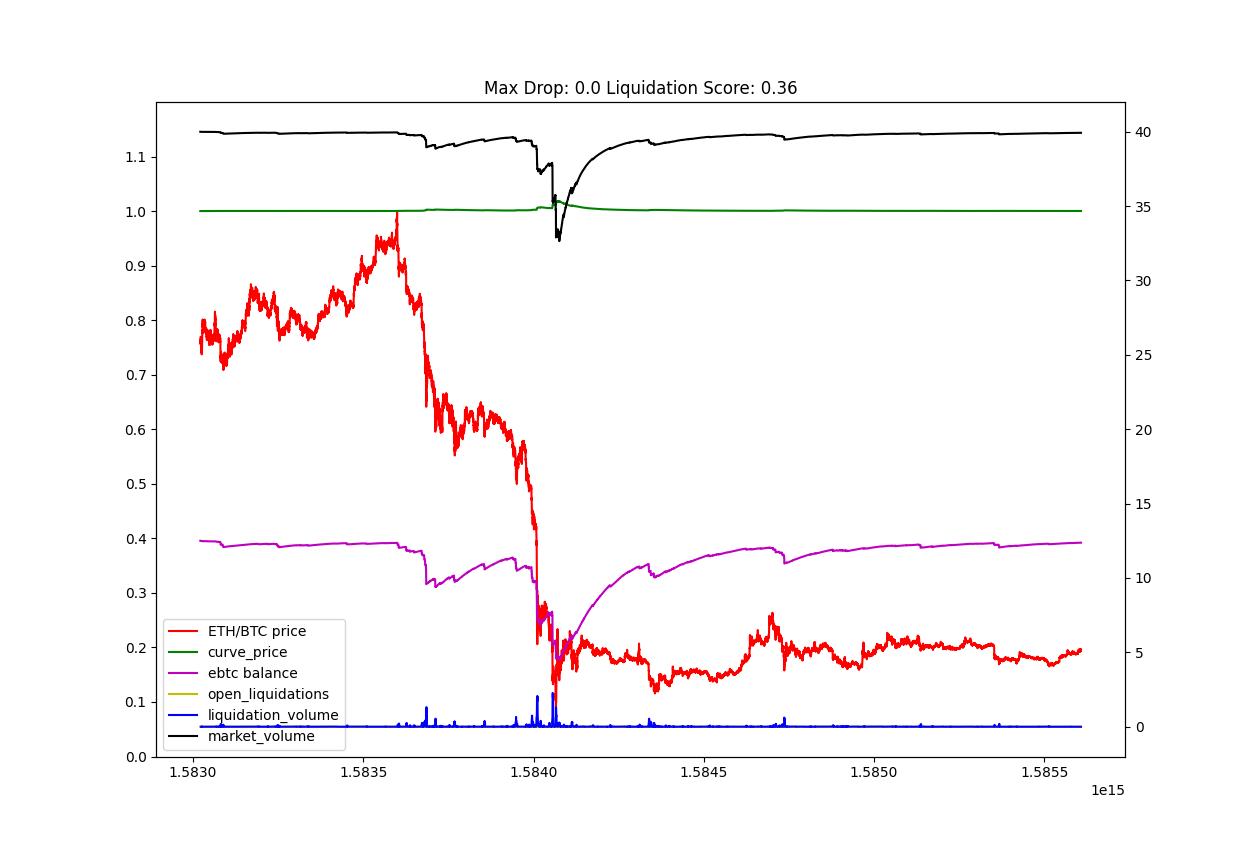 Max Drop: 0.0 Liquidation Score: 0.36
1.1
1.0
0.9
0.8
0.7
0.6
0.5
0.4
0.3
0.2
0.1
0.0
40
35
30
25
20
15
10
5
0
ETH/BTC price
curve_price
ebtc balance
open_liquidations
liquidation_volume
market_volume
1.5830 1.5835 1.5840 1.5845 1.5850 1.5855
1e15